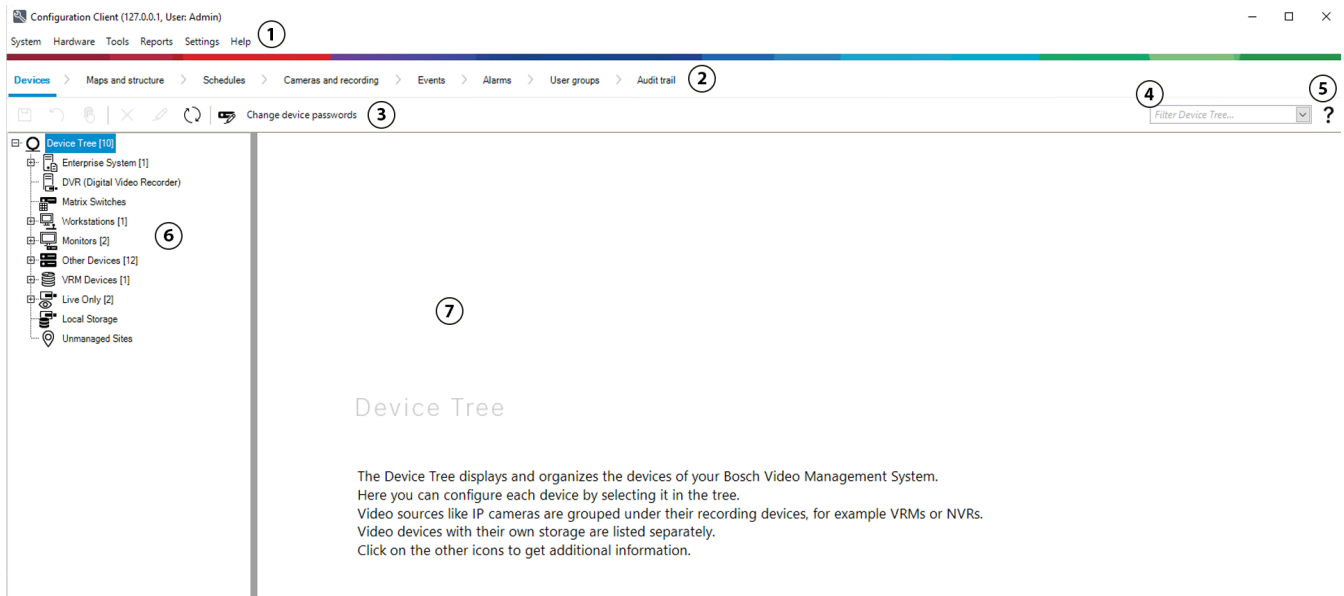 Configuration Client (127.0.0.1, User: Admin)
System Hardware Tools Reports Settings Help 1
Devices > Maps and structure > Schedules > Cameras and recording > Events > Alarms > User groups > Audit trail 2
Change device passwords 3
4
Filter Device Tree...
5
?
Device Tree [10]
Enterprise System [1]
DVR (Digital Video Recorder)
Matrix Switches
Workstations [1]
6
Monitors [2]
Other Devices [12]
VRM Devices [1]
Live Only [2]
Local Storage
Unmanaged Sites
7
Device Tree
The Device Tree displays and organizes the devices of your Bosch Video Management System.
Here you can configure each device by selecting it in the tree.
Video sources like IP cameras are grouped under their recording devices, for example VRMs or NVRs.
Video devices with their own storage are listed separately.
Click on the other icons to get additional information.